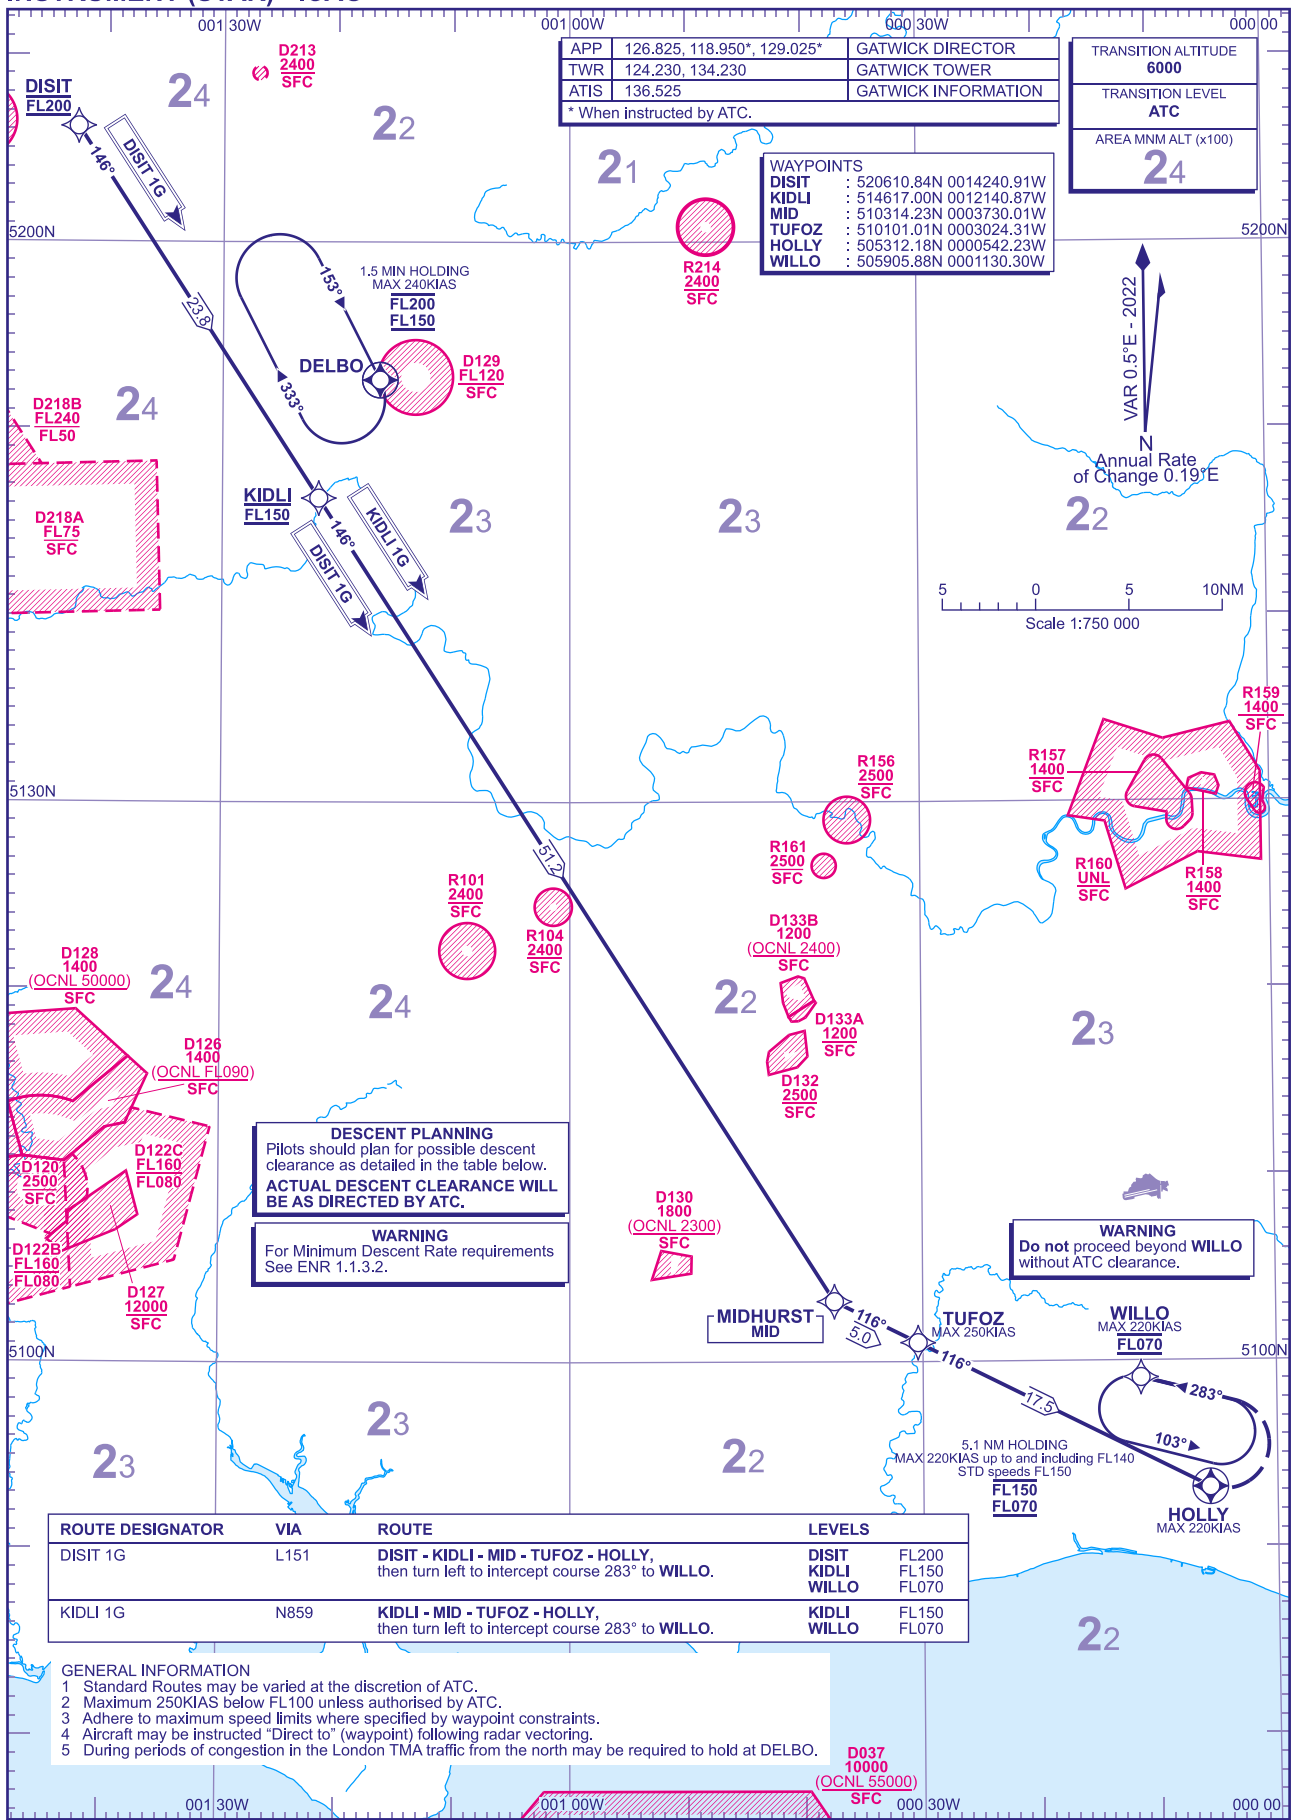 001 30W
001 00W
000 30W
000 00
D213
2400
SFC
DISIT
FL200
24
22
21
APP 126.825, 118.950*, 129.025* GATWICK DIRECTOR
TWR 124.230, 134.230 GATWICK TOWER
ATIS 136.525 GATWICK INFORMATION
* When instructed by ATC.
TRANSITION ALTITUDE
6000
TRANSITION LEVEL
ATC
AREA MNM ALT (x100)
24
WAYPOINTS
DISIT : 520610.84N 0014240.91W
KIDLI : 514617.00N 0012140.87W
MID : 510314.23N 0003730.01W
TUFOZ : 510101.01N 0003024.31W
HOLLY : 505312.18N 0000542.23W
WILLO : 505905.88N 0001130.30W
146°
DISIT 1G
5200N
5200N
R214
2400
SFC
1.5 MIN HOLDING
MAX 240KIAS
FL200
FL150
153°
333°
23.8
DELBO
D129
FL120
SFC
VAR 0.5°E - 2022
N
Annual Rate
of Change 0.19°E
24
D218B
FL240
FL50
D218A
FL75
SFC
KIDLI
FL150
146°
KIDLI 1G
DISIT 1G
23
23
22
5 0 5 10NM
Scale 1:750 000
R159
1400
SFC
R157
1400
SFC
R156
2500
SFC
5130N
R161
2500
SFC
51.2
R160
UNL
SFC
R158
1400
SFC
R101
2400
SFC
R104
2400
SFC
D133B
1200
(OCNL 2400)
SFC
D128
1400
(OCNL 50000)
SFC
24
24
22
23
D133A
1200
SFC
D126
1400
(OCNL FL090)
SFC
D132
2500
SFC
DESCENT PLANNING
Pilots should plan for possible descent
clearance as detailed in the table below.
ACTUAL DESCENT CLEARANCE WILL
BE AS DIRECTED BY ATC.
D120
2500
SFC
D122C
FL160
FL080
D130
1800
(OCNL 2300)
SFC
WARNING
For Minimum Descent Rate requirements
See ENR 1.1.3.2.
WARNING
Do not proceed beyond WILLO
without ATC clearance.
D122B
FL160
FL080
D127
12000
SFC
MIDHURST
MID
116°
5.0
TUFOZ
MAX 250KIAS
WILLO
MAX 220KIAS
FL070
5100N
5100N
116°
17.5
283°
103°
23
23
22
5.1 NM HOLDING
MAX 220KIAS up to and including FL140
STD speeds FL150
FL150
FL070
HOLLY
MAX 220KIAS
ROUTE DESIGNATOR VIA ROUTE LEVELS
DISIT 1G L151 DISIT - KIDLI - MID - TUFOZ - HOLLY, DISIT FL200
then turn left to intercept course 283° to WILLO. KIDLI FL150
WILLO FL070
KIDLI 1G N859 KIDLI - MID - TUFOZ - HOLLY, KIDLI FL150
then turn left to intercept course 283° to WILLO. WILLO FL070
22
GENERAL INFORMATION
1 Standard Routes may be varied at the discretion of ATC.
2 Maximum 250KIAS below FL100 unless authorised by ATC.
3 Adhere to maximum speed limits where specified by waypoint constraints.
4 Aircraft may be instructed “Direct to” (waypoint) following radar vectoring.
5 During periods of congestion in the London TMA traffic from the north may be required to hold at DELBO.
D037
10000
(OCNL 55000)
SFC
001 30W
001 00W
000 30W
000 00